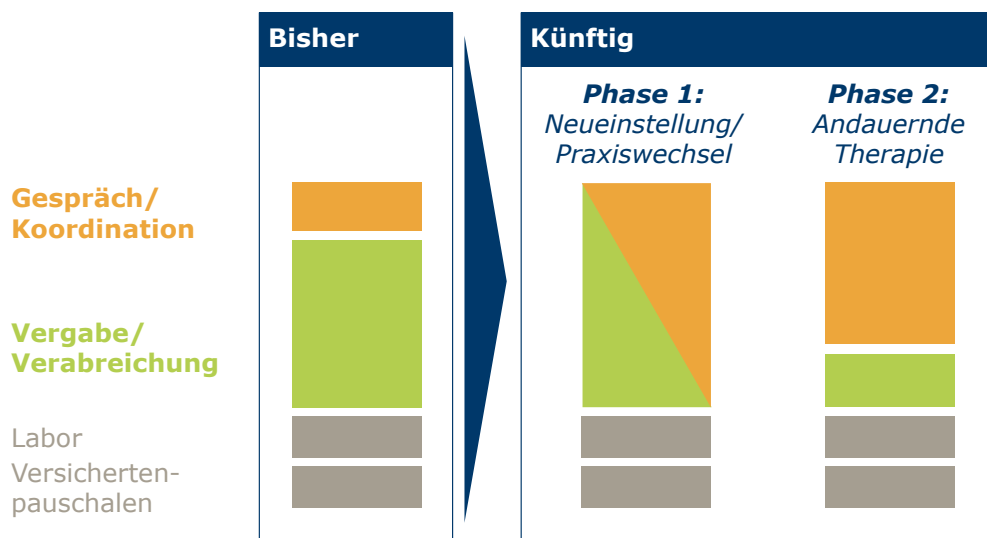 Bisher
Künftig
Phase 1:
Neueinstellung/
Praxiswechsel
Phase 2:
Andauernde
Therapie
Gespräch/
Koordination
Vergabe/
Verabreichung
Labor
Versicherten-
pauschalen